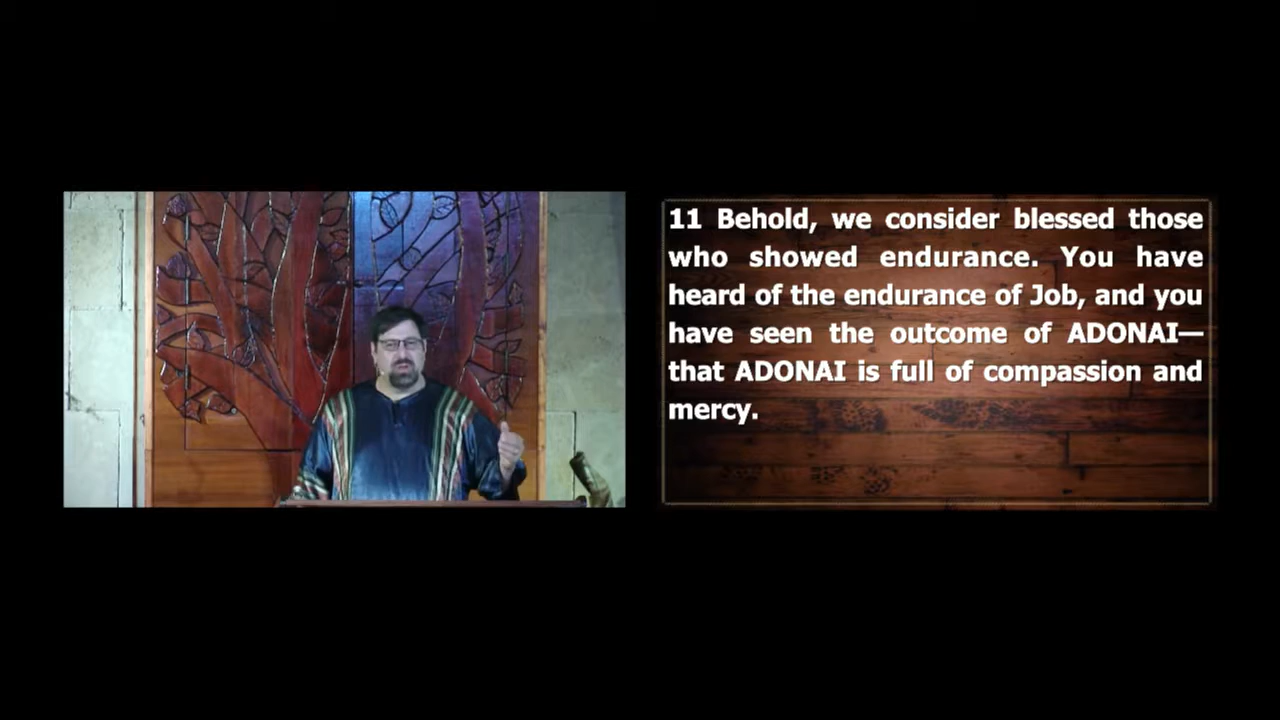 11 Behold, we consider blessed those
who showed endurance. You have
heard of the endurance of Job, and you
have seen the outcome of ADONAI—
that ADONAI is full of compassion and
mercy.